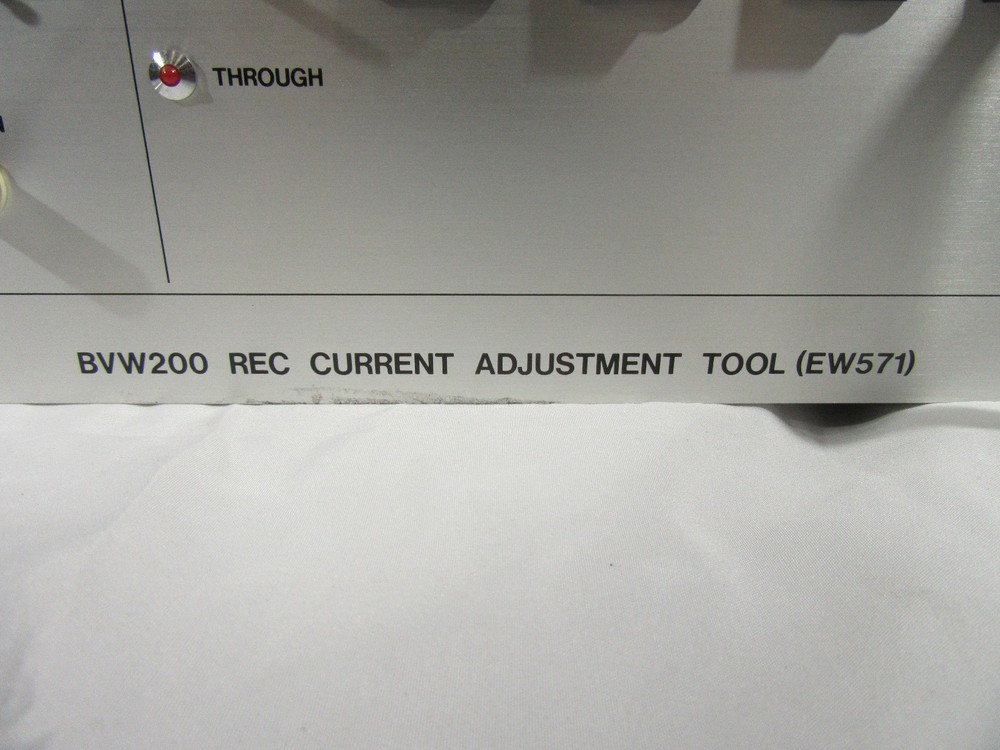 THROUGH
BVW200 REC CURRENT ADJUSTMENT TOOL (EW571)